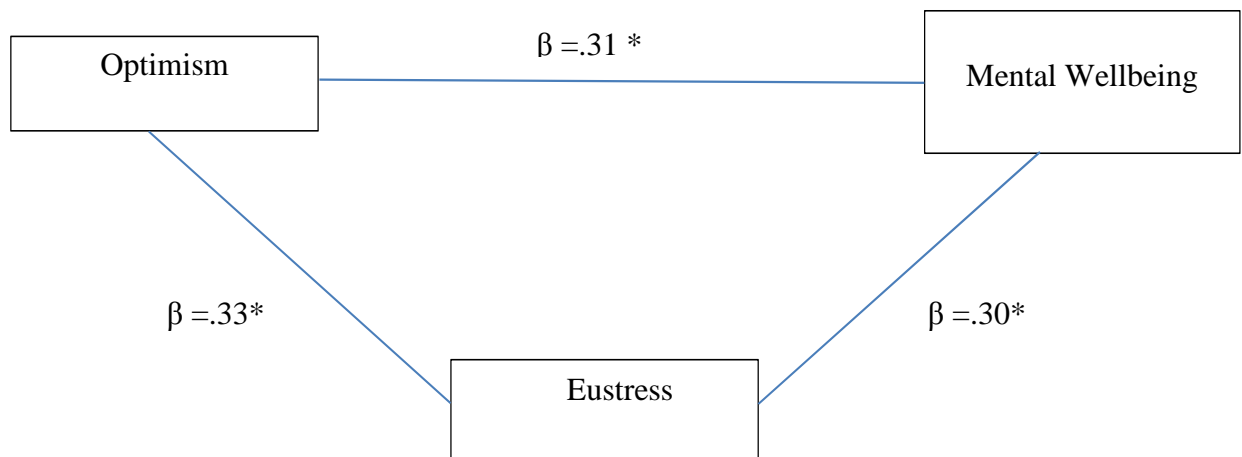 β =.31 *
Optimism
Mental Wellbeing
β =.33*
β =.30*
Eustress